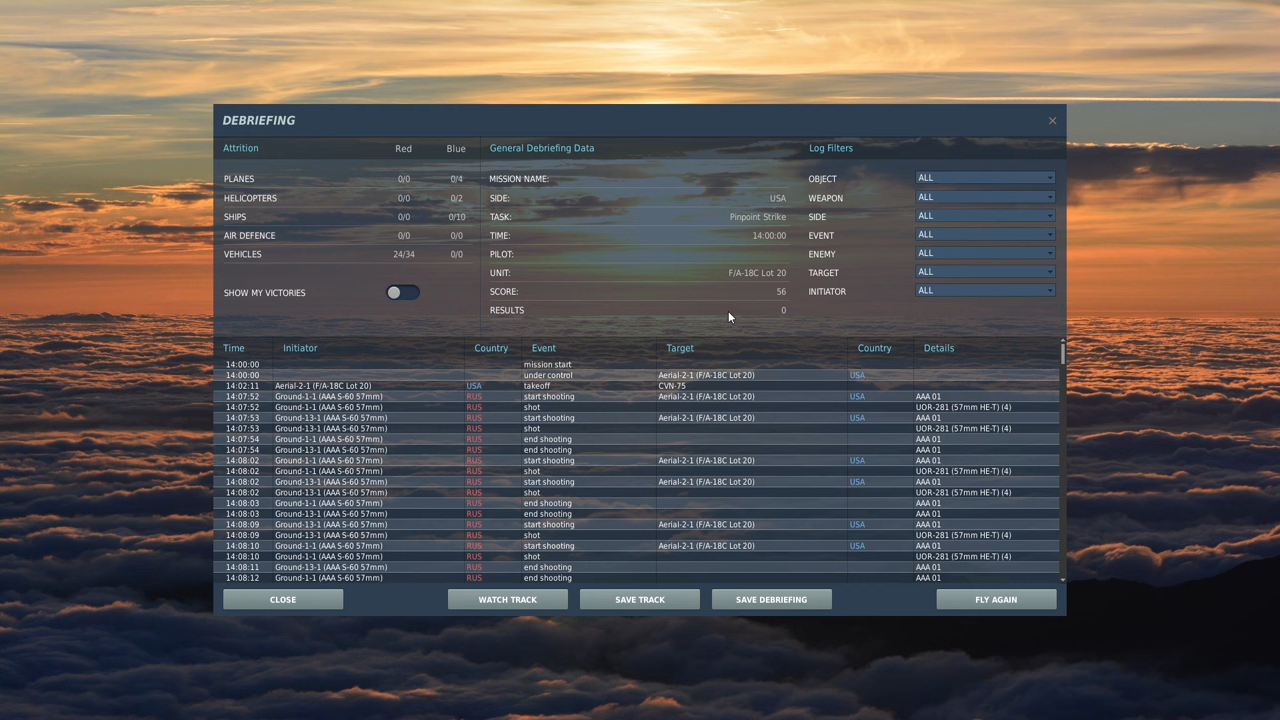 DEBRIEFING ×
Attrition Red Blue General Debriefing Data Log Filters
PLANES 0/0 0/4 MISSION NAME: OBJECT ALL
HELICOPTERS 0/0 0/2 SIDE: USA WEAPON ALL
SHIPS 0/0 0/10 TASK: Pinpoint Strike SIDE ALL
AIR DEFENCE 0/0 0/0 TIME: 14:00:00 EVENT ALL
VEHICLES 24/34 0/0 PILOT: ENEMY ALL
UNIT: F/A-18C Lot 20 TARGET ALL
SHOW MY VICTORIES SCORE: 56 INITIATOR ALL
RESULTS 0
Time Initiator Country Event Target Country Details
14:00:00 mission start
14:00:00 under control Aerial-2-1 (F/A-18C Lot 20) USA
14:02:11 Aerial-2-1 (F/A-18C Lot 20) USA takeoff CVN-75
14:07:52 Ground-1-1 (AAA S-60 57mm) RUS start shooting Aerial-2-1 (F/A-18C Lot 20) USA AAA 01
14:07:52 Ground-1-1 (AAA S-60 57mm) RUS shot UOR-281 (57mm HE-T) (4)
14:07:53 Ground-13-1 (AAA S-60 57mm) RUS start shooting Aerial-2-1 (F/A-18C Lot 20) USA AAA 01
14:07:53 Ground-13-1 (AAA S-60 57mm) RUS shot UOR-281 (57mm HE-T) (4)
14:07:54 Ground-1-1 (AAA S-60 57mm) RUS end shooting AAA 01
14:07:54 Ground-13-1 (AAA S-60 57mm) RUS end shooting AAA 01
14:08:02 Ground-1-1 (AAA S-60 57mm) RUS start shooting Aerial-2-1 (F/A-18C Lot 20) USA AAA 01
14:08:02 Ground-1-1 (AAA S-60 57mm) RUS shot UOR-281 (57mm HE-T) (4)
14:08:02 Ground-13-1 (AAA S-60 57mm) RUS start shooting Aerial-2-1 (F/A-18C Lot 20) USA AAA 01
14:08:02 Ground-13-1 (AAA S-60 57mm) RUS shot UOR-281 (57mm HE-T) (4)
14:08:03 Ground-1-1 (AAA S-60 57mm) RUS end shooting AAA 01
14:08:03 Ground-13-1 (AAA S-60 57mm) RUS end shooting AAA 01
14:08:09 Ground-13-1 (AAA S-60 57mm) RUS start shooting Aerial-2-1 (F/A-18C Lot 20) USA AAA 01
14:08:09 Ground-13-1 (AAA S-60 57mm) RUS shot UOR-281 (57mm HE-T) (4)
14:08:10 Ground-1-1 (AAA S-60 57mm) RUS start shooting Aerial-2-1 (F/A-18C Lot 20) USA AAA 01
14:08:10 Ground-1-1 (AAA S-60 57mm) RUS shot UOR-281 (57mm HE-T) (4)
14:08:11 Ground-13-1 (AAA S-60 57mm) RUS end shooting AAA 01
14:08:12 Ground-1-1 (AAA S-60 57mm) RUS end shooting AAA 01
CLOSE WATCH TRACK SAVE TRACK SAVE DEBRIEFING FLY AGAIN